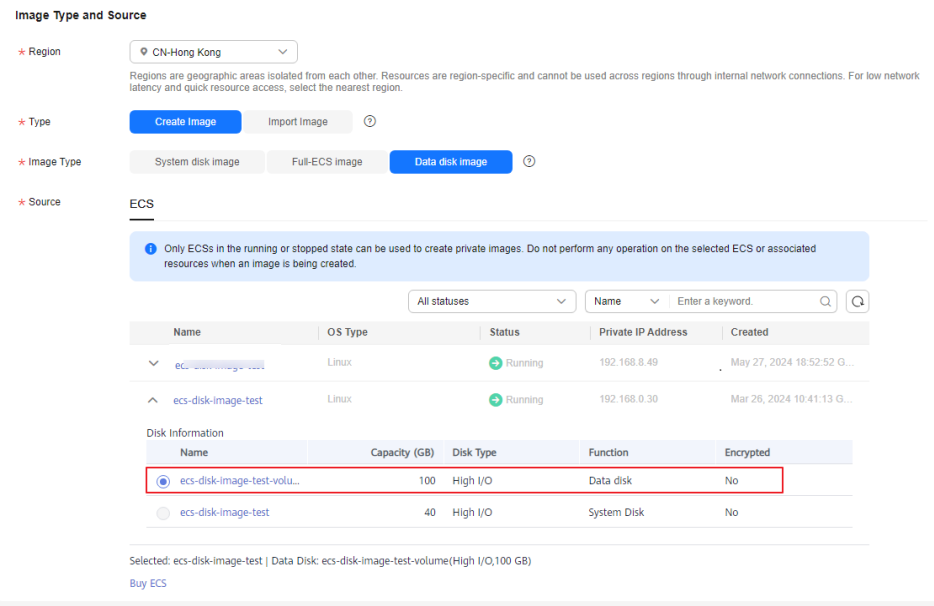 Image Type and Source
* Region
CN-Hong Kong
Regions are geographic areas isolated from each other. Resources are region-specific and cannot be used across regions through internal network connections. For low network
latency and quick resource access, select the nearest region.
* Type
Create Image
Import Image
?
* Image Type
System disk image
Full-ECS image
Data disk image
?
* Source
ECS
Only ECSs in the running or stopped state can be used to create private images. Do not perform any operation on the selected ECS or associated
resources when an image is being created.
All statuses
Name
Enter a keyword.
Name OS Type Status Private IP Address Created
Linux Running 192.168.8.49 May 27, 2024 18:52:52 G...
ecs-disk-image-test Linux Running 192.168.0.30 Mar 26, 2024 10:41:13 G...
Disk Information
Name Capacity (GB) Disk Type Function Encrypted
ecs-disk-image-test-volu... 100 High I/O Data disk No
ecs-disk-image-test 40 High I/O System Disk No
Selected: ecs-disk-image-test | Data Disk: ecs-disk-image-test-volume(High I/O,100 GB)
Buy ECS